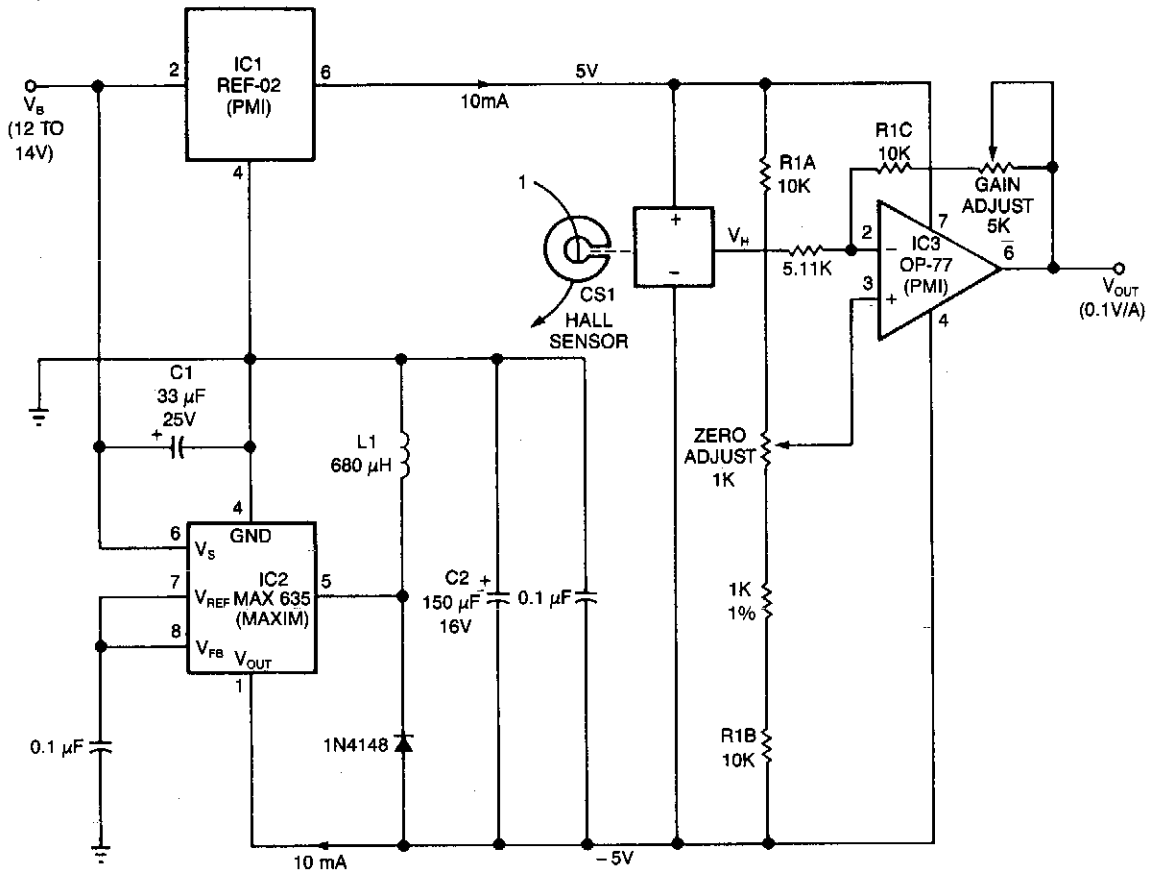 IC1
REF-02
(PMI)
2
6
4
V_B
(12 TO
14V)
10mA
5V
R1A
10K
R1C
10K
GAIN
ADJUST
5K
1
+
−
V_H
CS1
HALL
SENSOR
5.11K
2
−
3
+
IC3
OP-77
(PMI)
7
6
4
V_OUT
(0.1V/A)
C1
33 µF
25V
+
L1
680 µH
ZERO
ADJUST
1K
4
GND
6
V_S
7
V_REF
8
V_FB
IC2
MAX 635
(MAXIM)
5
V_OUT
1
C2
150 µF
16V
+
0.1 µF
1K
1%
0.1 µF
1N4148
R1B
10K
10 mA
−5V